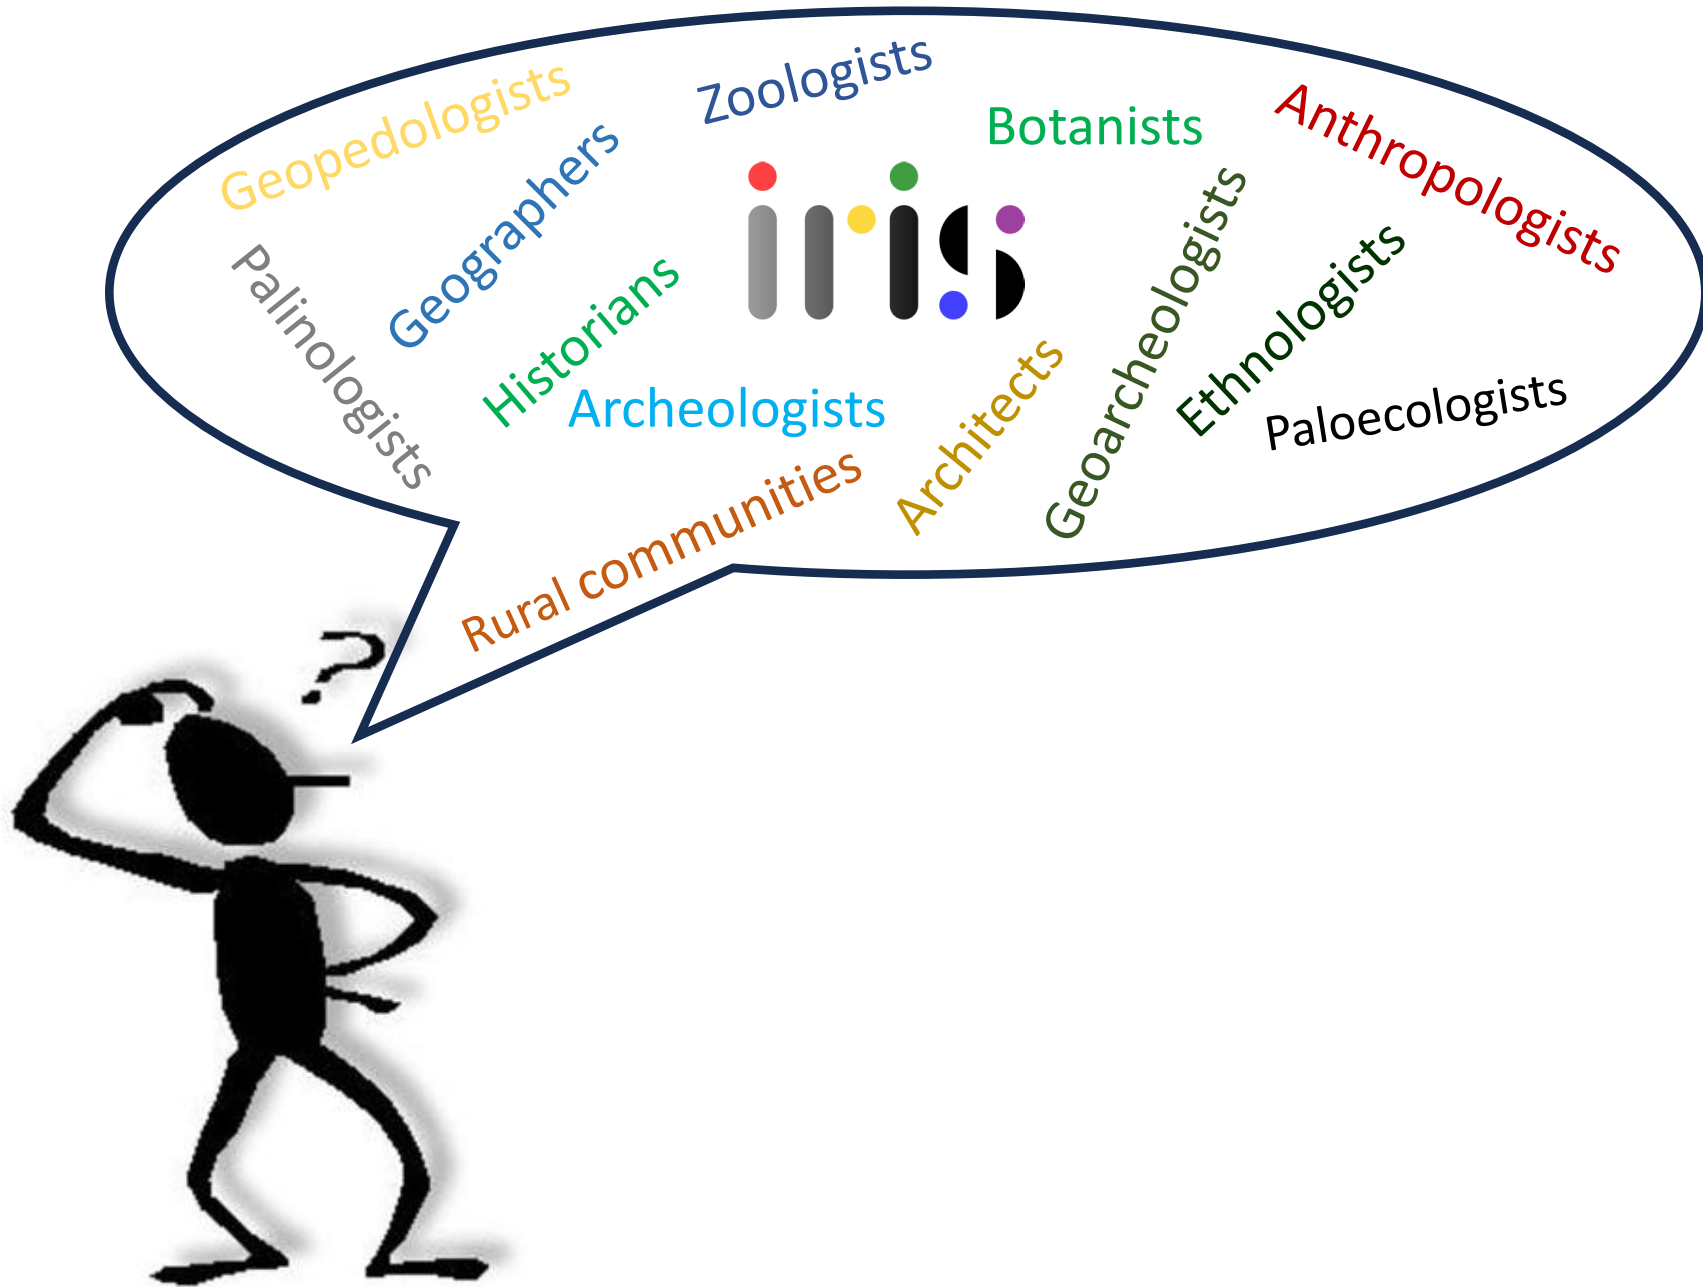 Geopedologists
Zoologists
Botanists
Anthropologists
Geographers
iris
Palinologists
Historians
Geoarcheologists
Ethnologists
Archeologists
Architects
Paloecologists
Rural communities
?